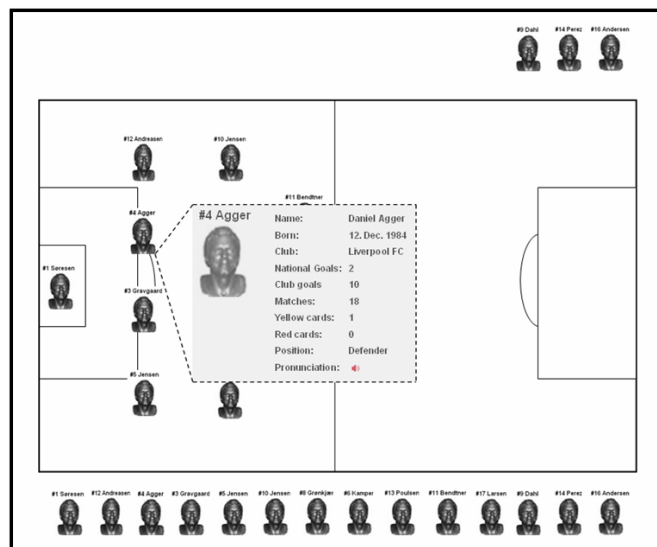 #9 Dahl #14 Perez #16 Andersen
#12 Andreasen #10 Jensen
#11 Bendtner
#4 Agger
#1 Søresen
#3 Gravgaard
#5 Jensen
#4 Agger
Name: Daniel Agger
Born: 12. Dec. 1984
Club: Liverpool FC
National Goals: 2
Club goals 10
Matches: 18
Yellow cards: 1
Red cards: 0
Position: Defender
Pronunciation:
#1 Søresen #12 Andreasen #4 Agger #3 Gravgaard #5 Jensen #10 Jensen #8 Grønkjær #6 Kamper #13 Poulsen #11 Bendtner #17 Larsen #9 Dahl #14 Perez #16 Andersen